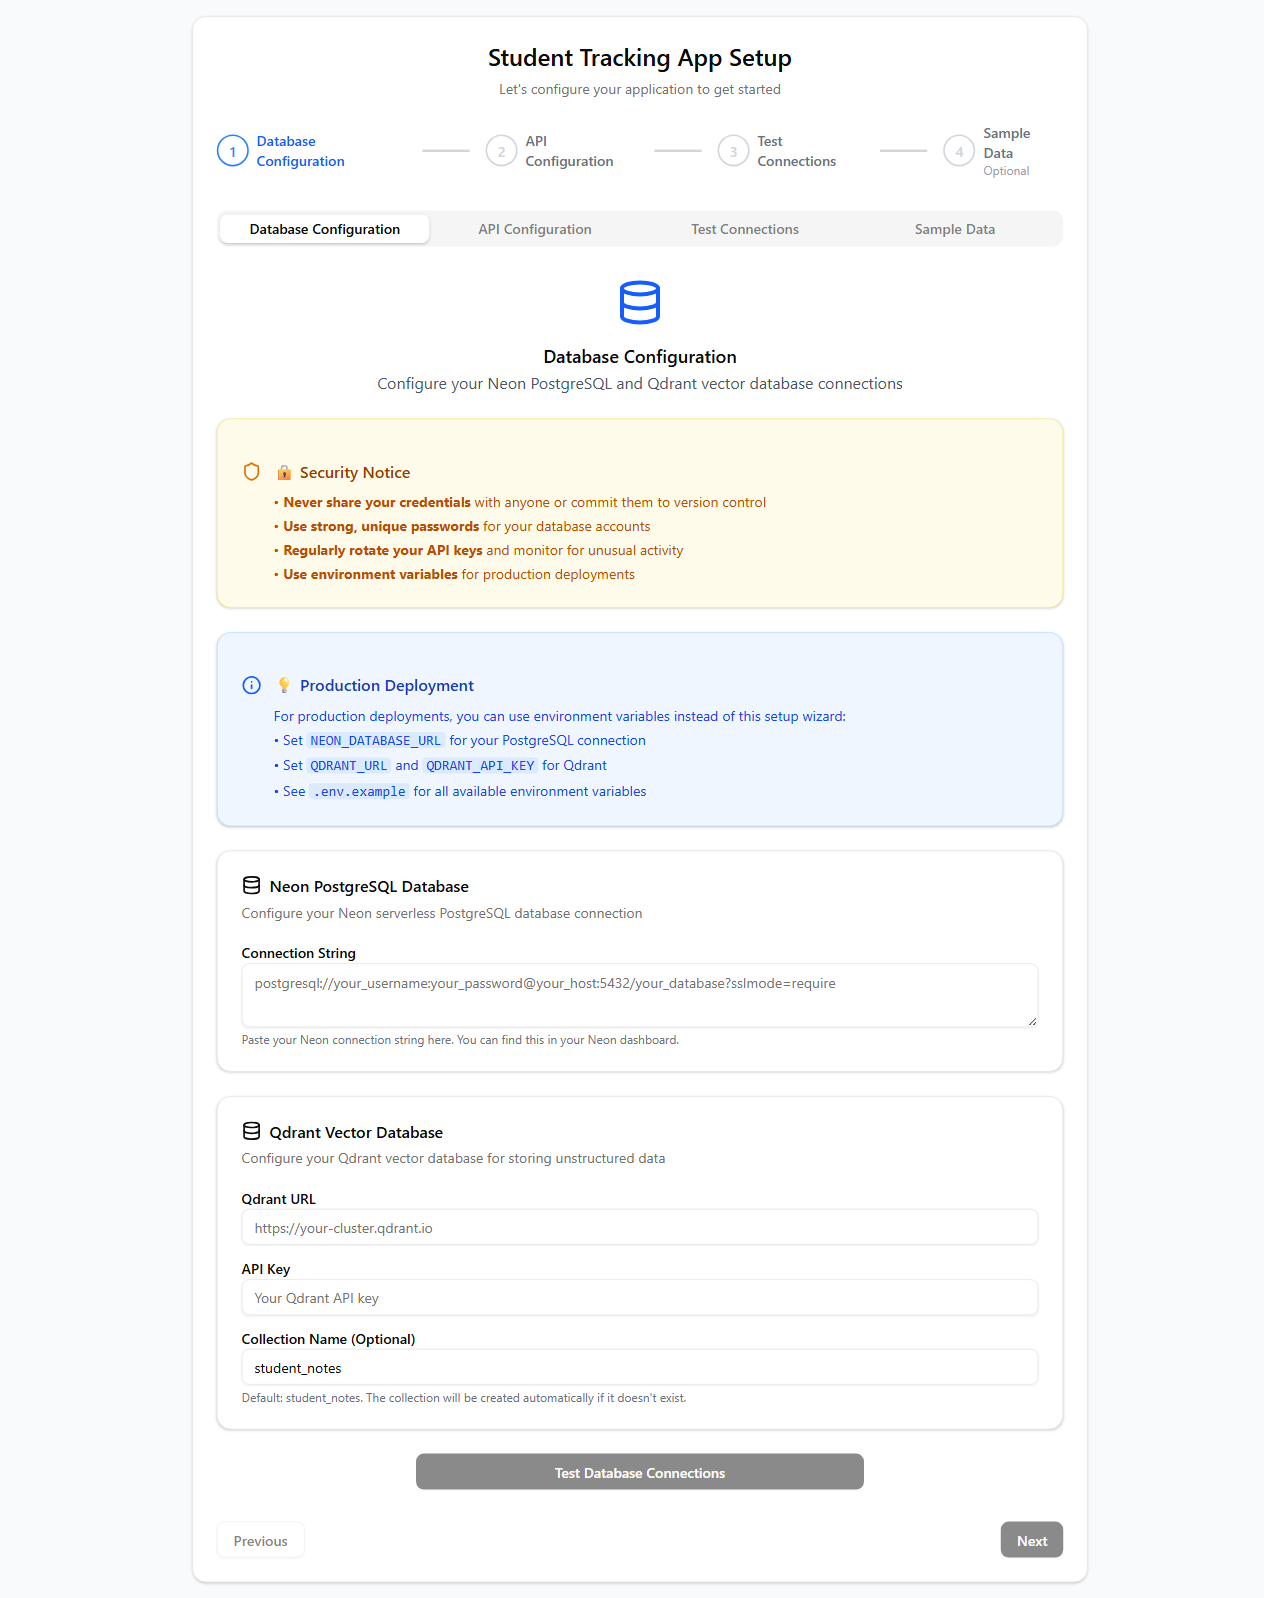 Student Tracking App Setup
Let's configure your application to get started
1
Database
Configuration
2
API
Configuration
3
Test
Connections
4
Sample
Data
Optional
Database Configuration
API Configuration
Test Connections
Sample Data
Database Configuration
Configure your Neon PostgreSQL and Qdrant vector database connections
🔒 Security Notice
• Never share your credentials with anyone or commit them to version control
• Use strong, unique passwords for your database accounts
• Regularly rotate your API keys and monitor for unusual activity
• Use environment variables for production deployments
💡 Production Deployment
For production deployments, you can use environment variables instead of this setup wizard:
• Set NEON_DATABASE_URL for your PostgreSQL connection
• Set QDRANT_URL and QDRANT_API_KEY for Qdrant
• See .env.example for all available environment variables
Neon PostgreSQL Database
Configure your Neon serverless PostgreSQL database connection
Connection String
postgresql://your_username:your_password@your_host:5432/your_database?sslmode=require
Paste your Neon connection string here. You can find this in your Neon dashboard.
Qdrant Vector Database
Configure your Qdrant vector database for storing unstructured data
Qdrant URL
https://your-cluster.qdrant.io
API Key
Your Qdrant API key
Collection Name (Optional)
student_notes
Default: student_notes. The collection will be created automatically if it doesn't exist.
Test Database Connections
Previous
Next